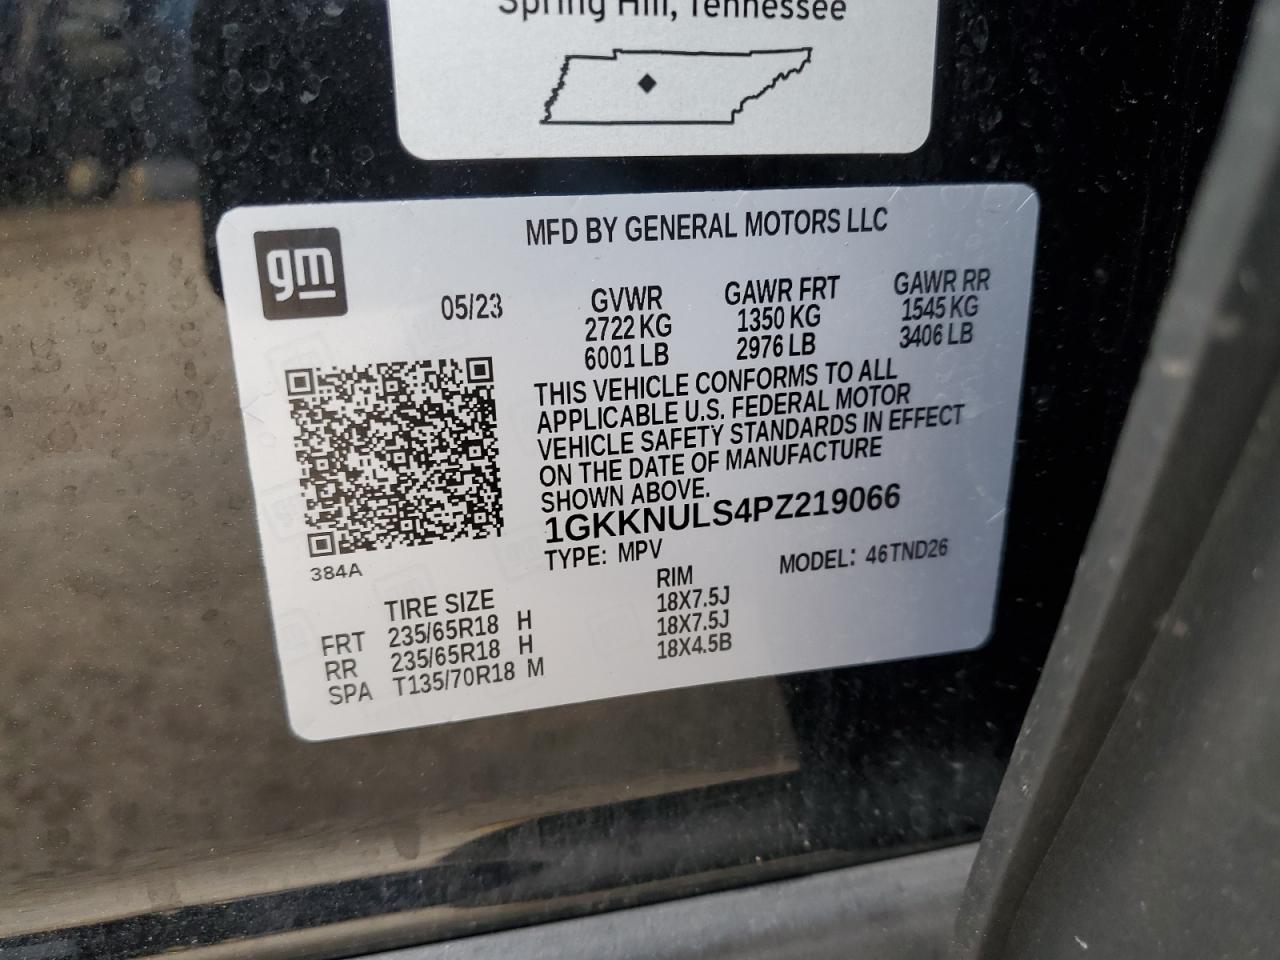 Spring Hill, Tennessee
gm
MFD BY GENERAL MOTORS LLC
05/23
GVWR
2722 KG
6001 LB
GAWR FRT
1350 KG
2976 LB
GAWR RR
1545 KG
3406 LB
THIS VEHICLE CONFORMS TO ALL
APPLICABLE U.S. FEDERAL MOTOR
VEHICLE SAFETY STANDARDS IN EFFECT
ON THE DATE OF MANUFACTURE
SHOWN ABOVE.
1GKKNULS4PZ219066
TYPE: MPV MODEL: 46TND26
384A
TIRE SIZE RIM
FRT 235/65R18 H 18X7.5J
RR 235/65R18 H 18X7.5J
SPA T135/70R18 M 18X4.5B